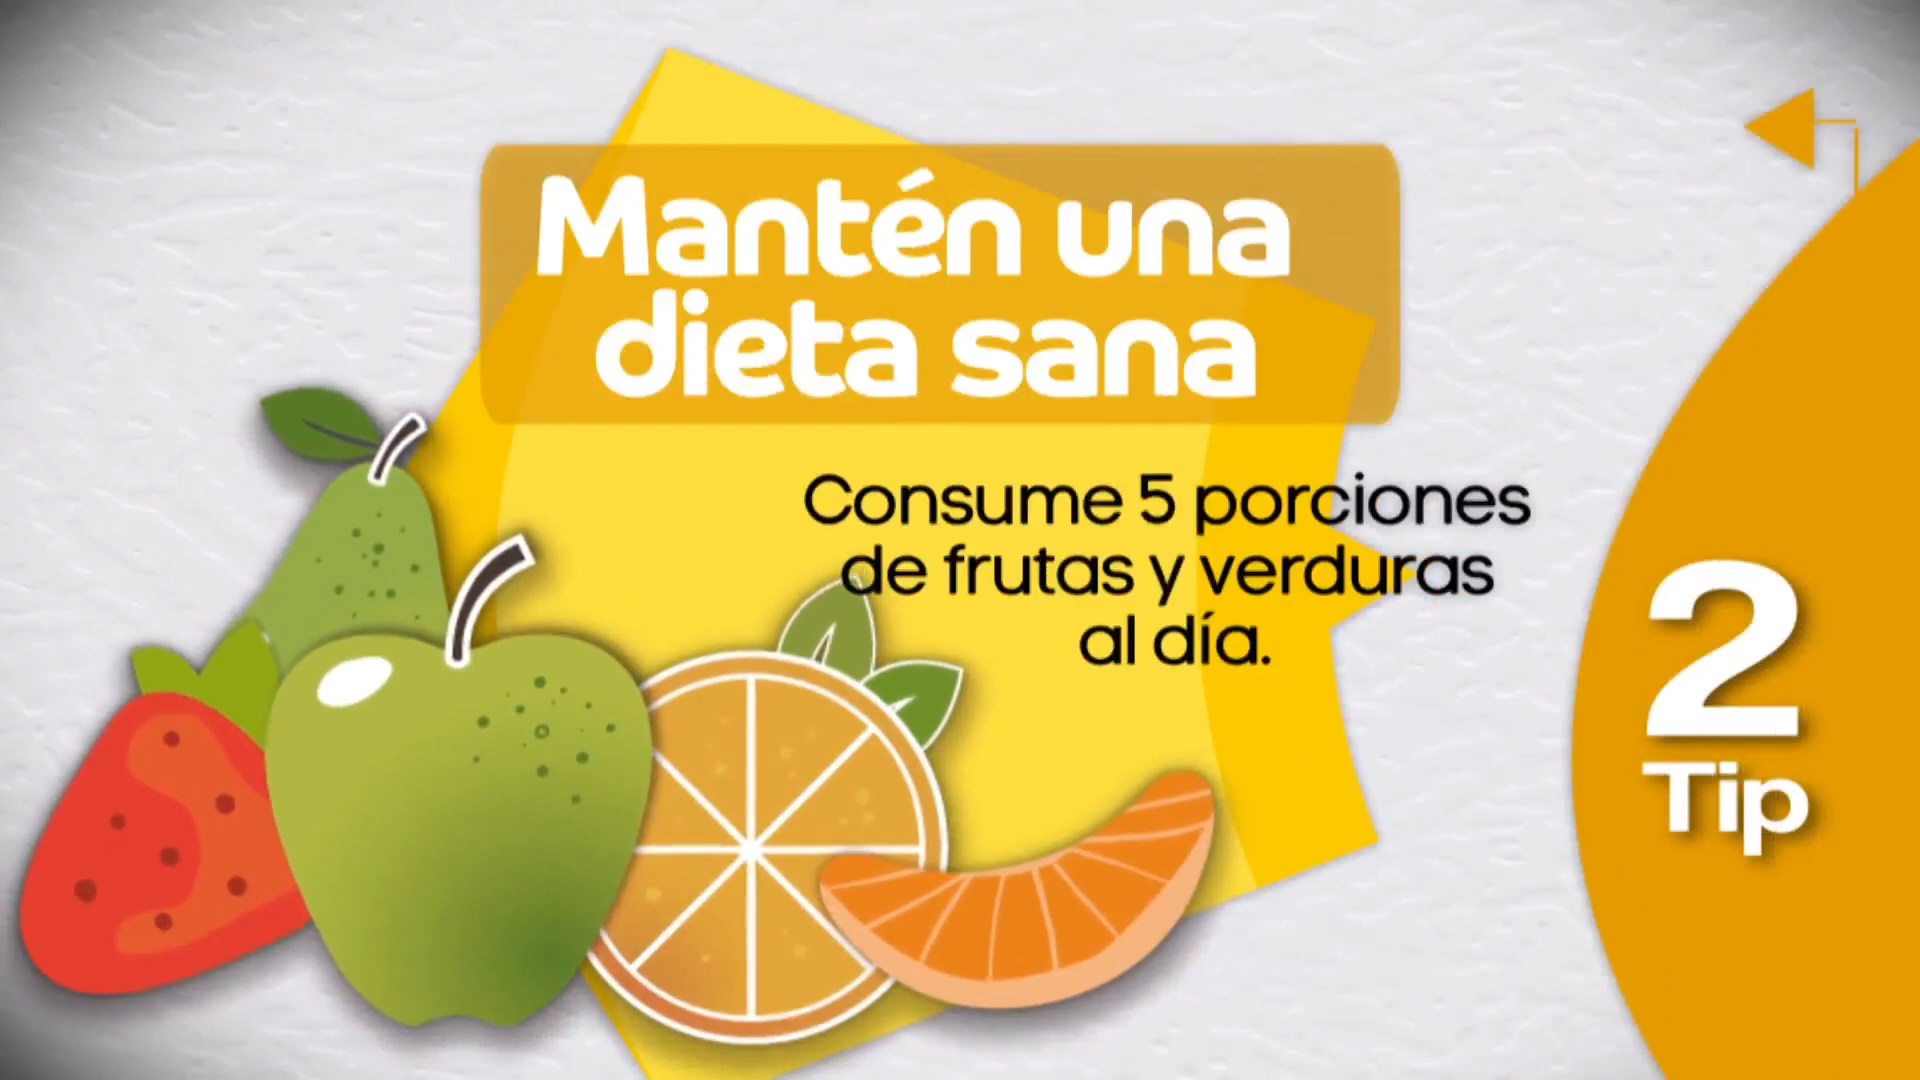 Mantén una
dieta sana
Consume 5 porciones
de frutas y verduras
al día.
2
Tip